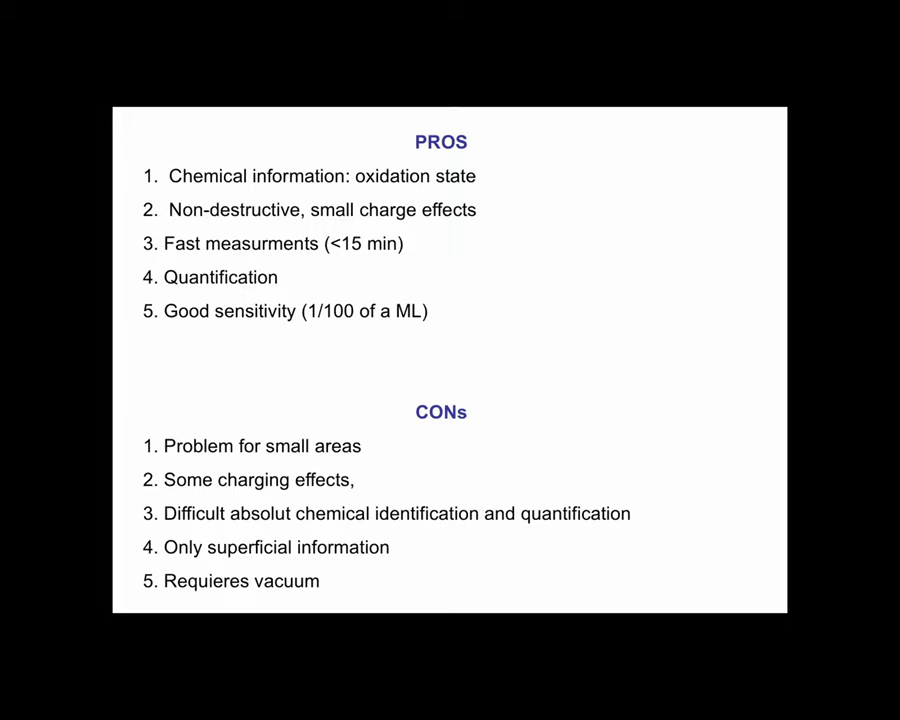 PROS
1. Chemical information: oxidation state
2. Non-destructive, small charge effects
3. Fast measurments (<15 min)
4. Quantification
5. Good sensitivity (1/100 of a ML)
CONs
1. Problem for small areas
2. Some charging effects,
3. Difficult absolut chemical identification and quantification
4. Only superficial information
5. Requieres vacuum